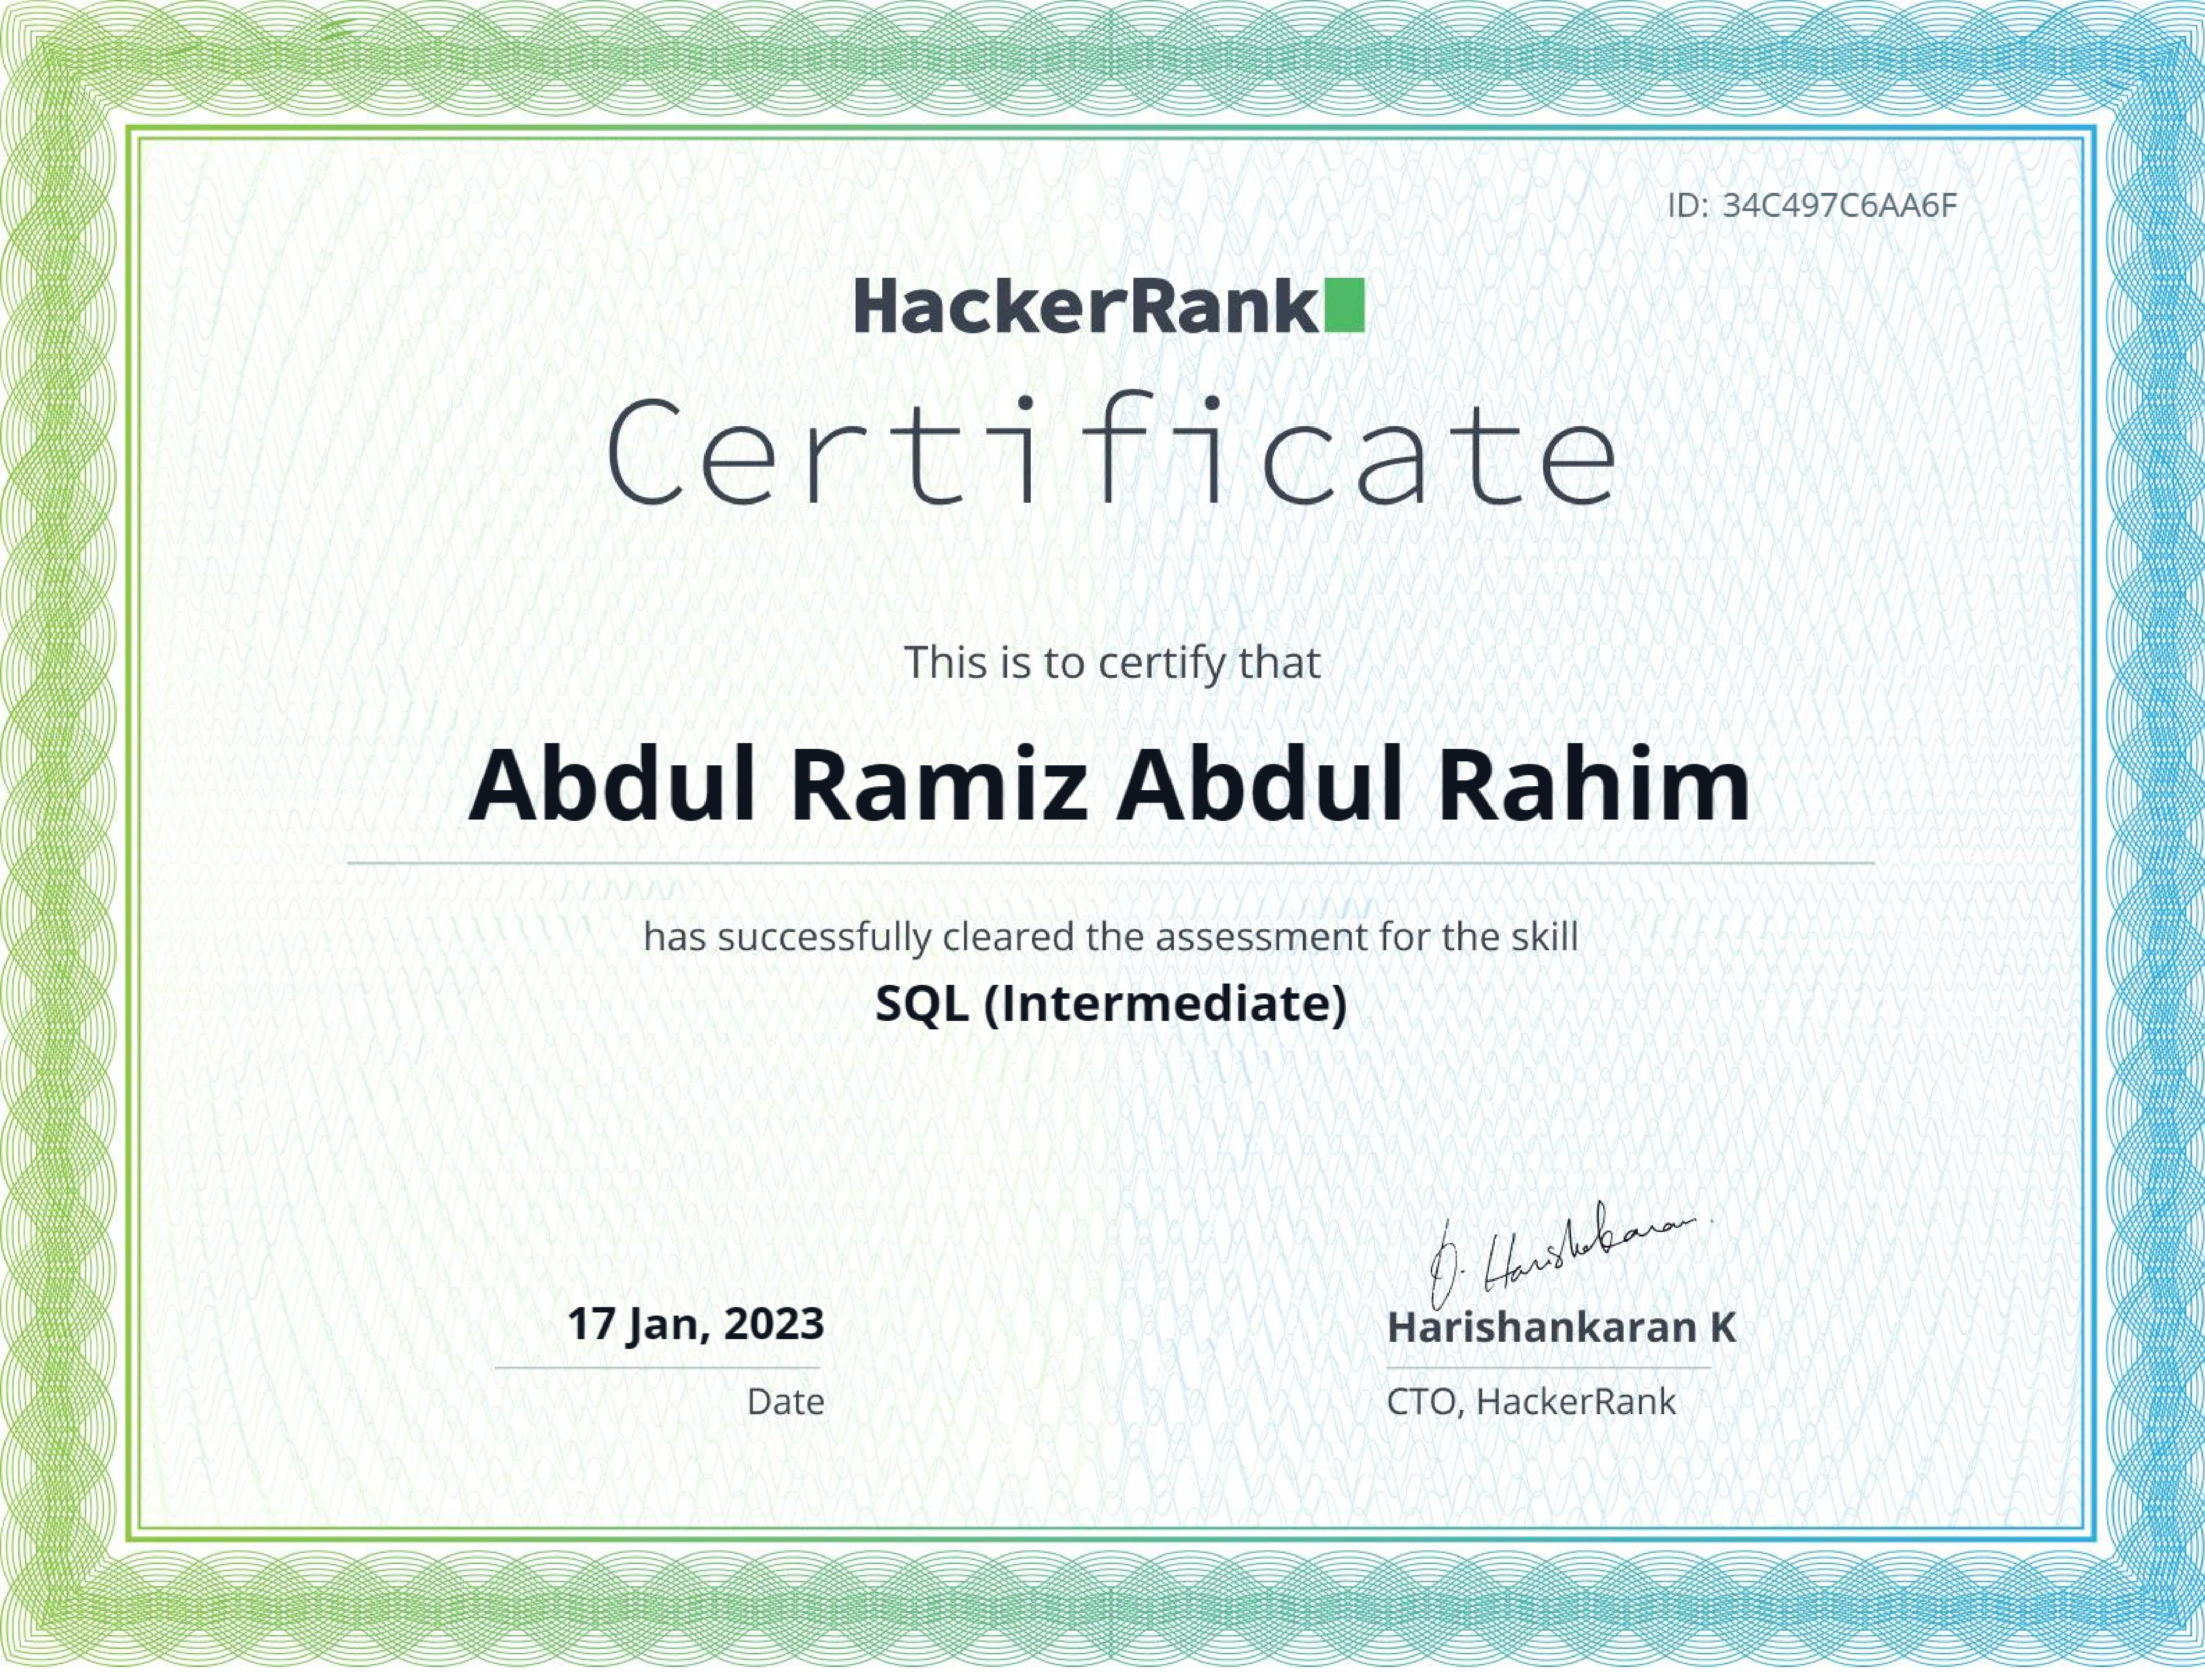 ID: 34C497C6AA6F
HackerRank
Certificate
This is to certify that
Abdul Ramiz Abdul Rahim
has successfully cleared the assessment for the skill
SQL (Intermediate)
17 Jan, 2023
Date
Harishankaran K
CTO, HackerRank